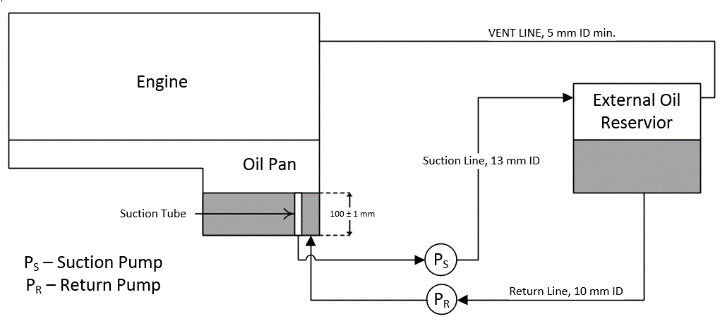 VENT LINE, 5 mm ID min.
Engine
External Oil
Reservior
Oil Pan
Suction Line, 13 mm ID
Suction Tube
100 ± 1 mm
PS – Suction Pump
PS
PR – Return Pump
PR
Return Line, 10 mm ID